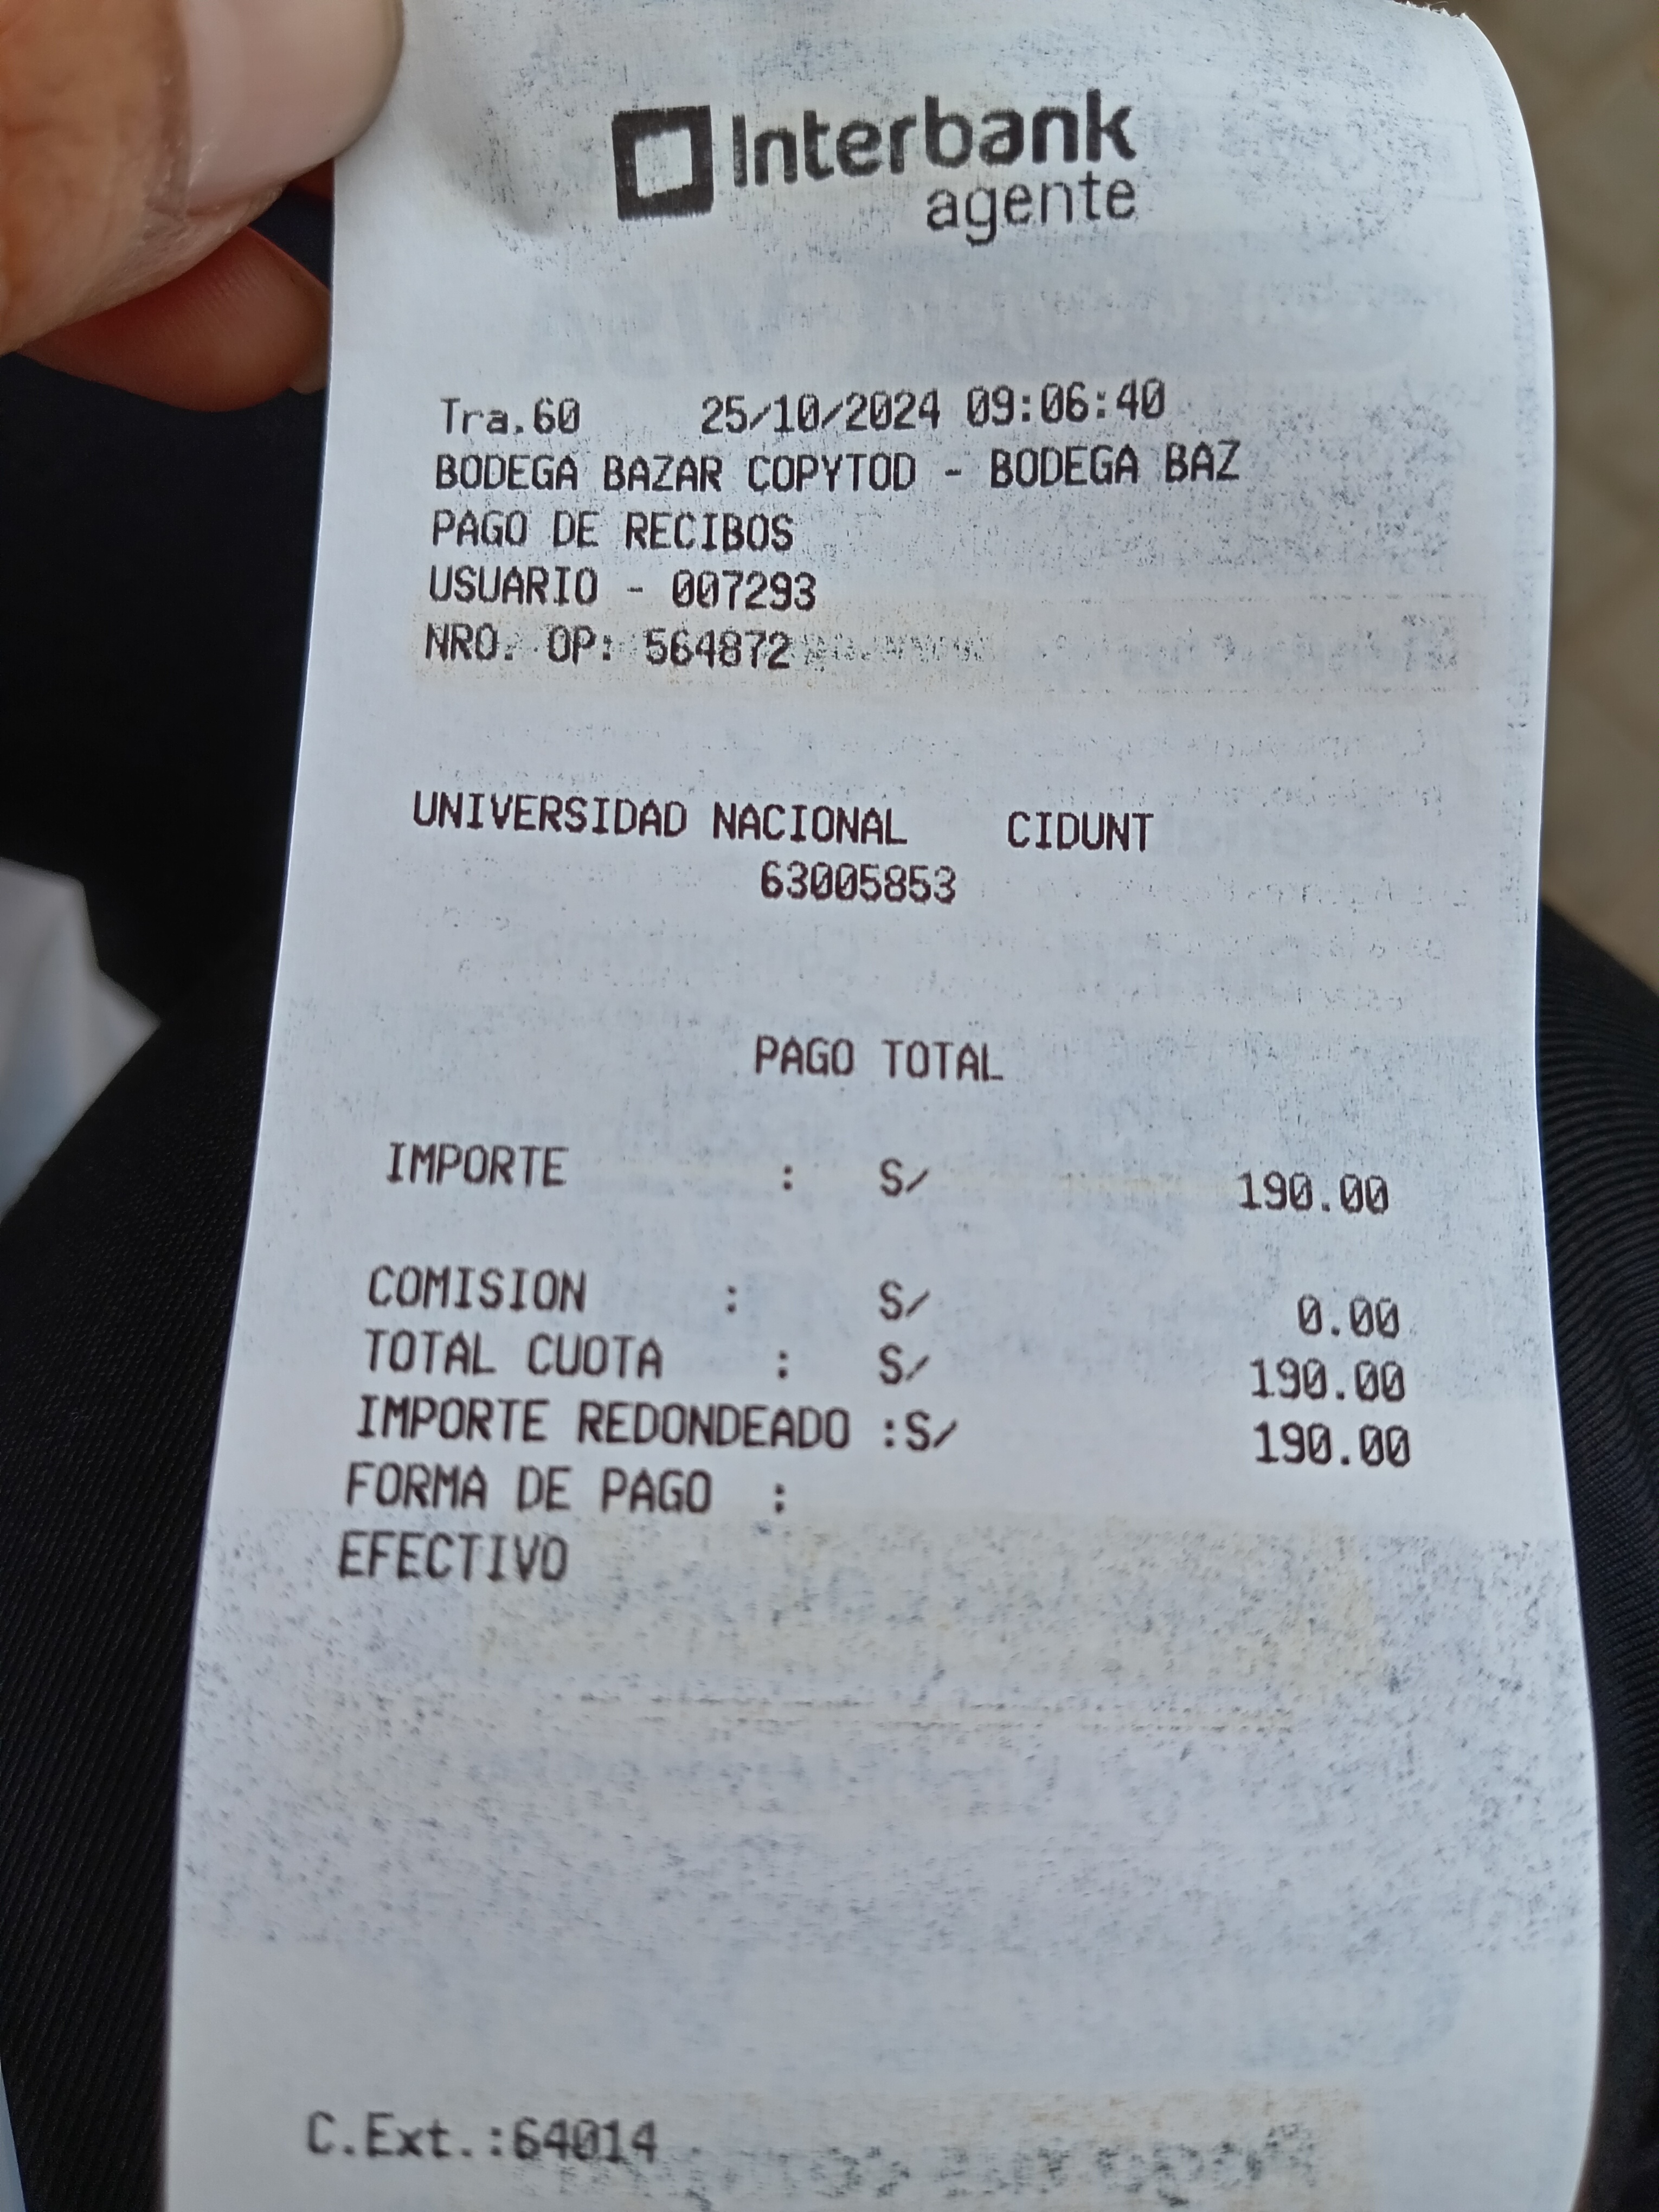 Interbank
agente
Tra.60 25/10/2024 09:06:40
BODEGA BAZAR COPYTOD - BODEGA BAZ
PAGO DE RECIBOS
USUARIO - 007293
NRO. OP: 564872
UNIVERSIDAD NACIONAL CIDUNT
63005853
PAGO TOTAL
IMPORTE : S/ 190.00
COMISION : S/ 0.00
TOTAL CUOTA : S/ 190.00
IMPORTE REDONDEADO :S/ 190.00
FORMA DE PAGO :
EFECTIVO
C.Ext.:64014